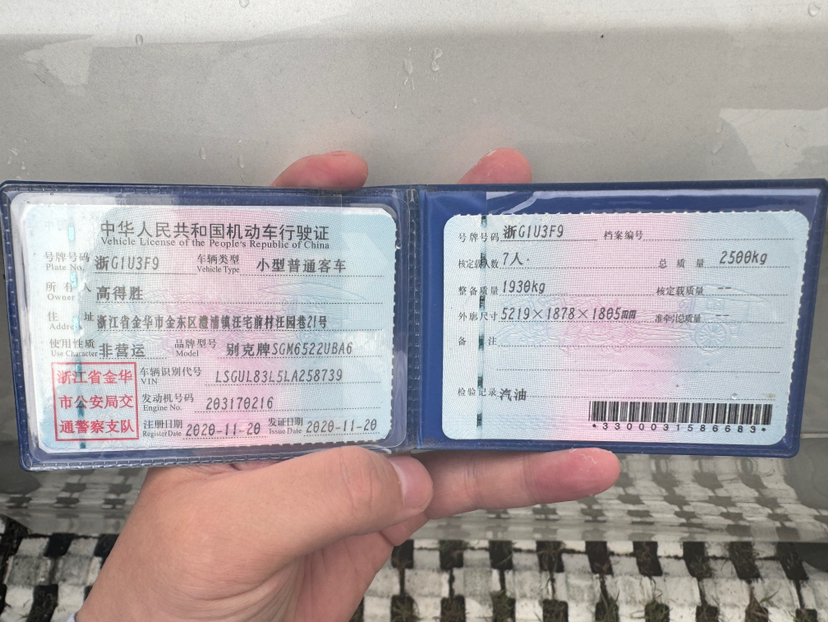 中华人民共和国机动车行驶证
Vehicle License of the People's Republic of China
号牌号码 浙G1U3F9 车辆类型 小型普通客车
Plate No. Vehicle Type
所有人 高得胜
Owner
住址 浙江省金华市金东区澧浦镇汪宅前村汪园巷21号
Address
使用性质 非营运 品牌型号 别克牌SGM6522UBA6
Use Character Model
浙江省金华
市公安局交
通警察支队
车辆识别代号 LSGUL83L5LA258739
VIN
发动机号码 203170216
Engine No.
注册日期 2020-11-20 发证日期 2020-11-20
Register Date Issue Date
号牌号码 浙G1U3F9 档案编号
核定载人数 7人 总质量 2500kg
整备质量 1930kg 核定载质量 --
外廓尺寸 5219×1878×1805mm 准牵引总质量 --
备注
检验记录 汽油
*3300031586683*